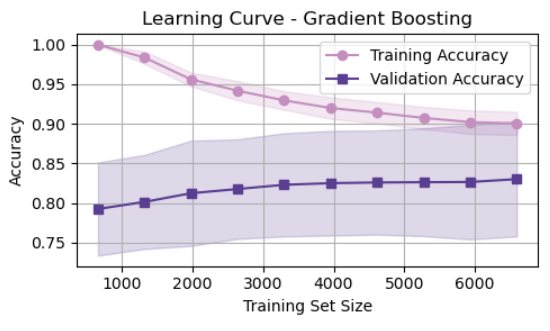 Learning Curve - Gradient Boosting
1.00
0.95
0.90
0.85
0.80
0.75
Accuracy
Training Accuracy
Validation Accuracy
1000 2000 3000 4000 5000 6000
Training Set Size